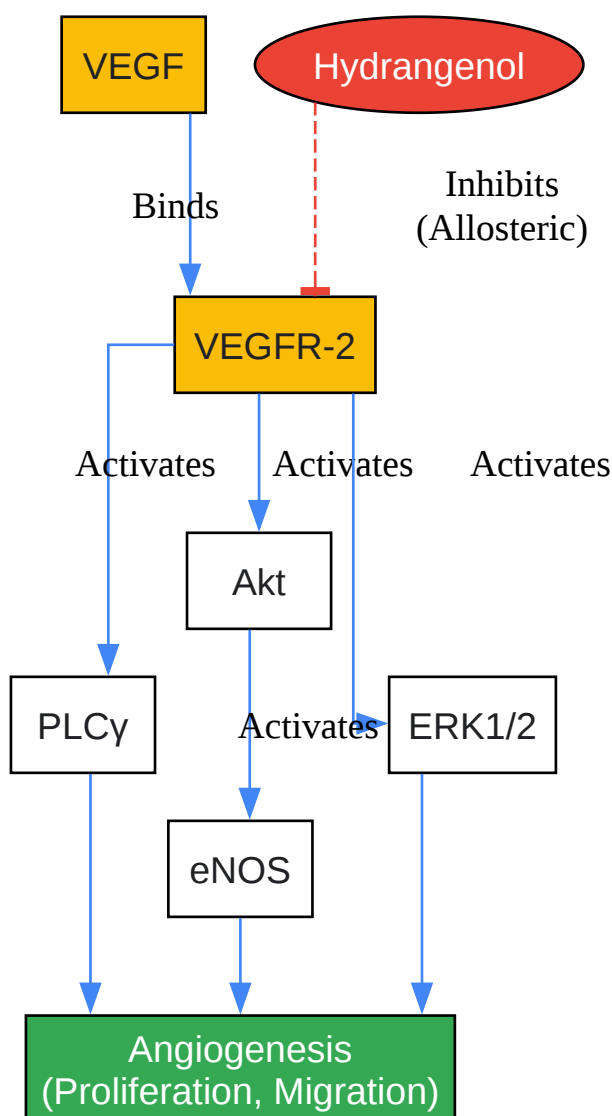 VEGF
Hydrangenol
Binds
Inhibits
(Allosteric)
VEGFR-2
Activates
Activates
Activates
Akt
PLCγ
Activates
ERK1/2
eNOS
Angiogenesis
(Proliferation, Migration)